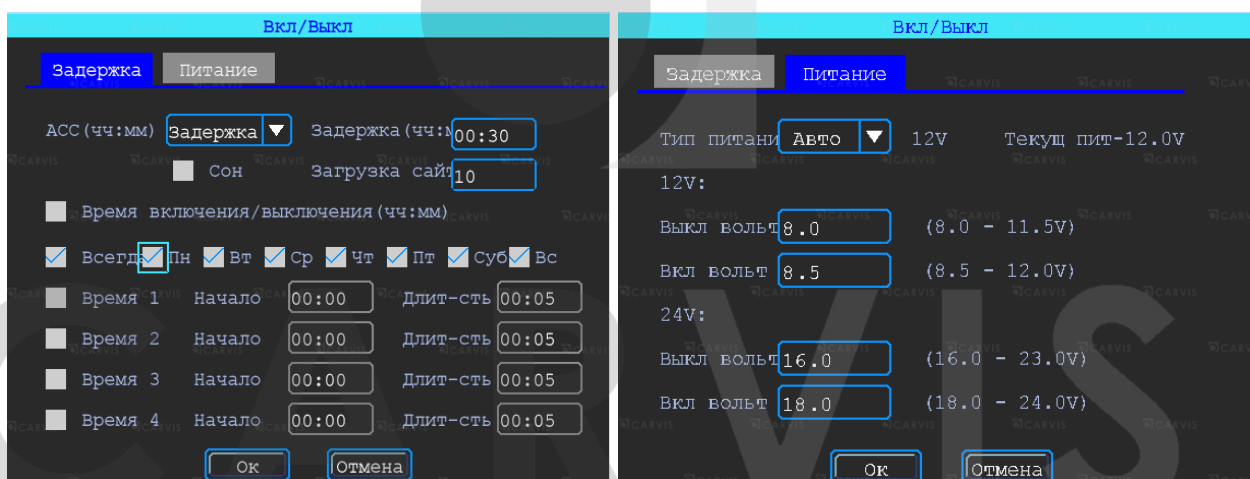 Вкл/Выкл
Задержка Питание
АСС(чч:мм) Задержка Задержка(чч:м 00:30
Сон Загрузка сайт 10
Время включения/выключения(чч:мм)
Всегда Пн Вт Ср Чт Пт Суб Вс
Время 1 Начало 00:00 Длит-сть 00:05
Время 2 Начало 00:00 Длит-сть 00:05
Время 3 Начало 00:00 Длит-сть 00:05
Время 4 Начало 00:00 Длит-сть 00:05
Ок Отмена
Вкл/Выкл
Задержка Питание
Тип питани Авто 12V Текущ пит-12.0V
12V:
Выкл вольт 8.0 (8.0 - 11.5V)
Вкл вольт 8.5 (8.5 - 12.0V)
24V:
Выкл вольт 16.0 (16.0 - 23.0V)
Вкл вольт 18.0 (18.0 - 24.0V)
Ок Отмена
CARVIS